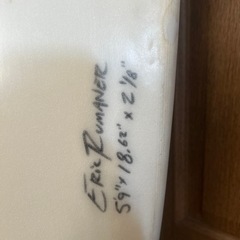 Eric Rumaner
5'9" x 18.62" x 2 1/8"